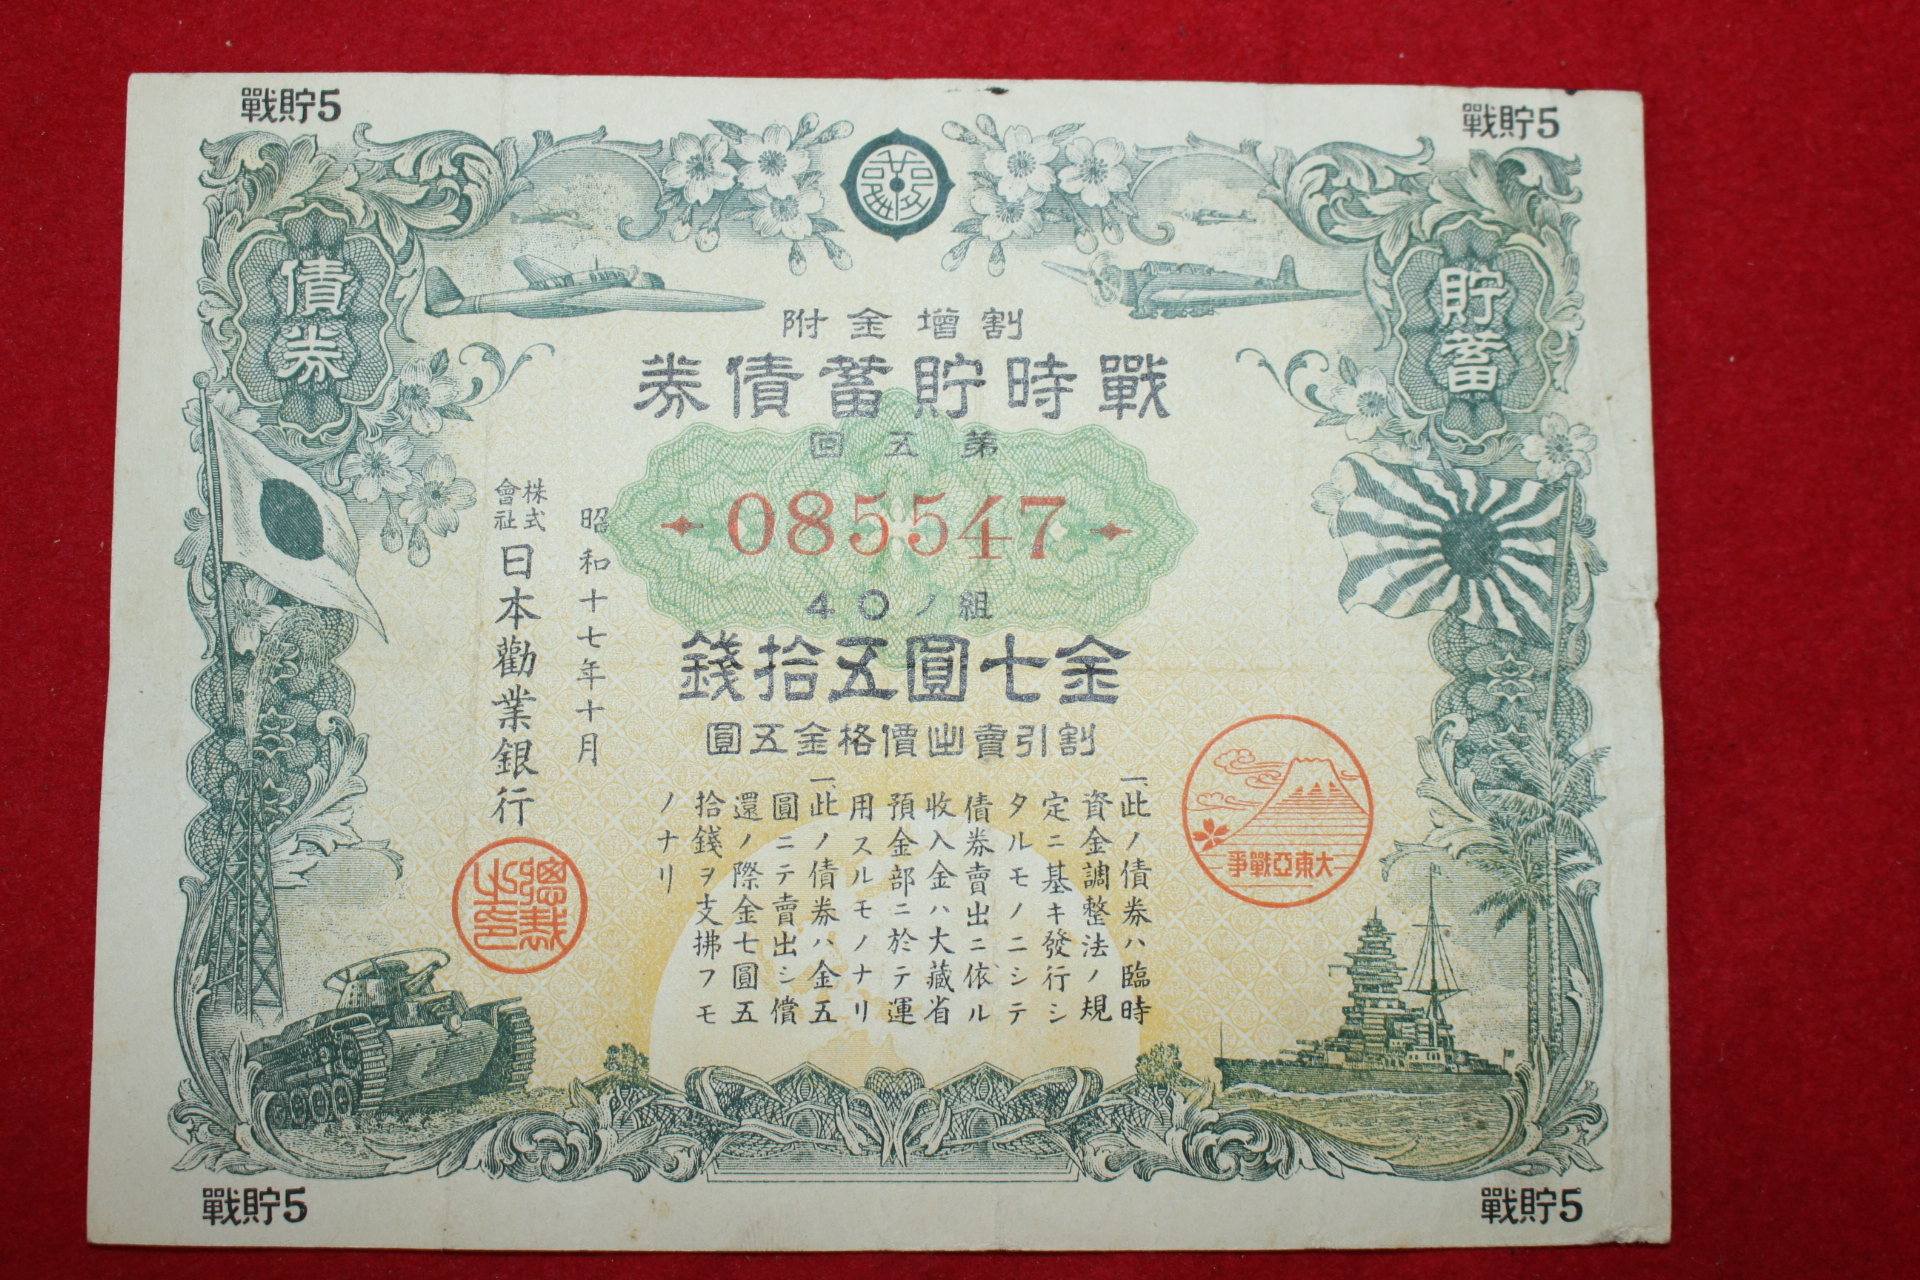 戰貯5
戰貯5
債券
貯蓄
割增金附
戰時貯蓄債券
第五回
085547
組ノ〇4
金七圓五拾錢
割引賣出價格金五圓
一、此ノ債券ハ臨時
資金調整法ノ規
定ニ基キ發行シ
タルモノニシテ
債券賣出ニ依ル
收入金ハ大藏省
預金部ニ於テ運
用スルモノナリ
一、此ノ債券ハ金五
圓ニテ賣出シ償
還ノ際金七圓五
拾錢ヲ支拂フモ
ノナリ
昭和十七年十月
株式會社日本勸業銀行
總裁之印
大東亞戰爭
戰貯5
戰貯5